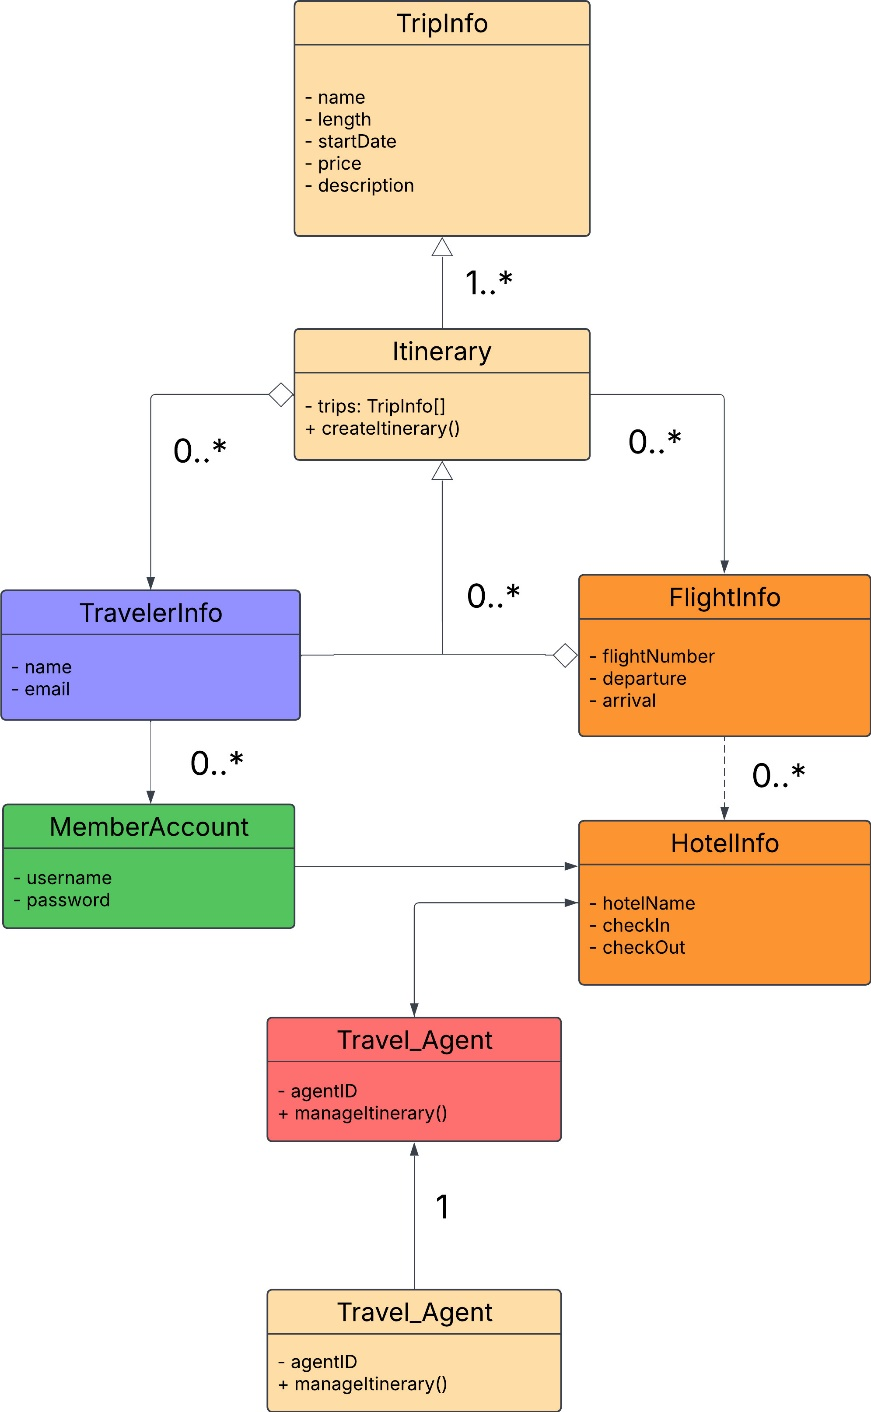 TripInfo
- name
- length
- startDate
- price
- description
1..*
Itinerary
- trips: TripInfo[]
+ createItinerary()
0..*
0..*
0..*
TravelerInfo
- name
- email
FlightInfo
- flightNumber
- departure
- arrival
0..*
0..*
MemberAccount
- username
- password
HotelInfo
- hotelName
- checkIn
- checkOut
Travel_Agent
- agentID
+ manageItinerary()
1
Travel_Agent
- agentID
+ manageItinerary()